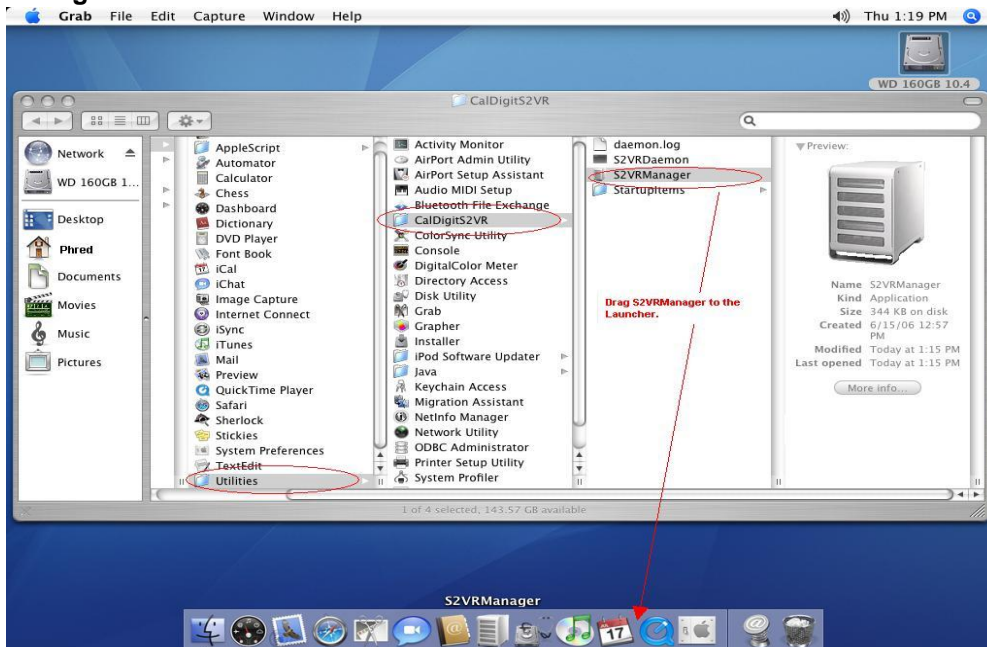 Grab File Edit Capture Window Help Thu 1:19 PM
WD 160GB 10.4
CalDigitS2VR
Network
WD 160GB 1...
Desktop
Phred
Documents
Movies
Music
Pictures
AppleScript
Automator
Calculator
Chess
Dashboard
Dictionary
DVD Player
Font Book
iCal
iChat
Image Capture
Internet Connect
iSync
iTunes
Mail
Preview
QuickTime Player
Safari
Sherlock
Stickies
System Preferences
TextEdit
Utilities
Activity Monitor
AirPort Admin Utility
AirPort Setup Assistant
Audio MIDI Setup
Bluetooth File Exchange
CalDigitS2VR
ColorSync Utility
Console
DigitalColor Meter
Directory Access
Disk Utility
Grab
Grapher
Installer
iPod Software Updater
Java
Keychain Access
Migration Assistant
NetInfo Manager
Network Utility
ODBC Administrator
Printer Setup Utility
System Profiler
daemon.log
S2VRDaemon
S2VRManager
StartupItems
Drag S2VRManager to the
Launcher.
Preview:
Name S2VRManager
Kind Application
Size 344 KB on disk
Created 6/15/06 12:57
PM
Modified Today at 1:15 PM
Last opened Today at 1:15 PM
More info...
1 of 4 selected, 143.57 GB available
S2VRManager
17